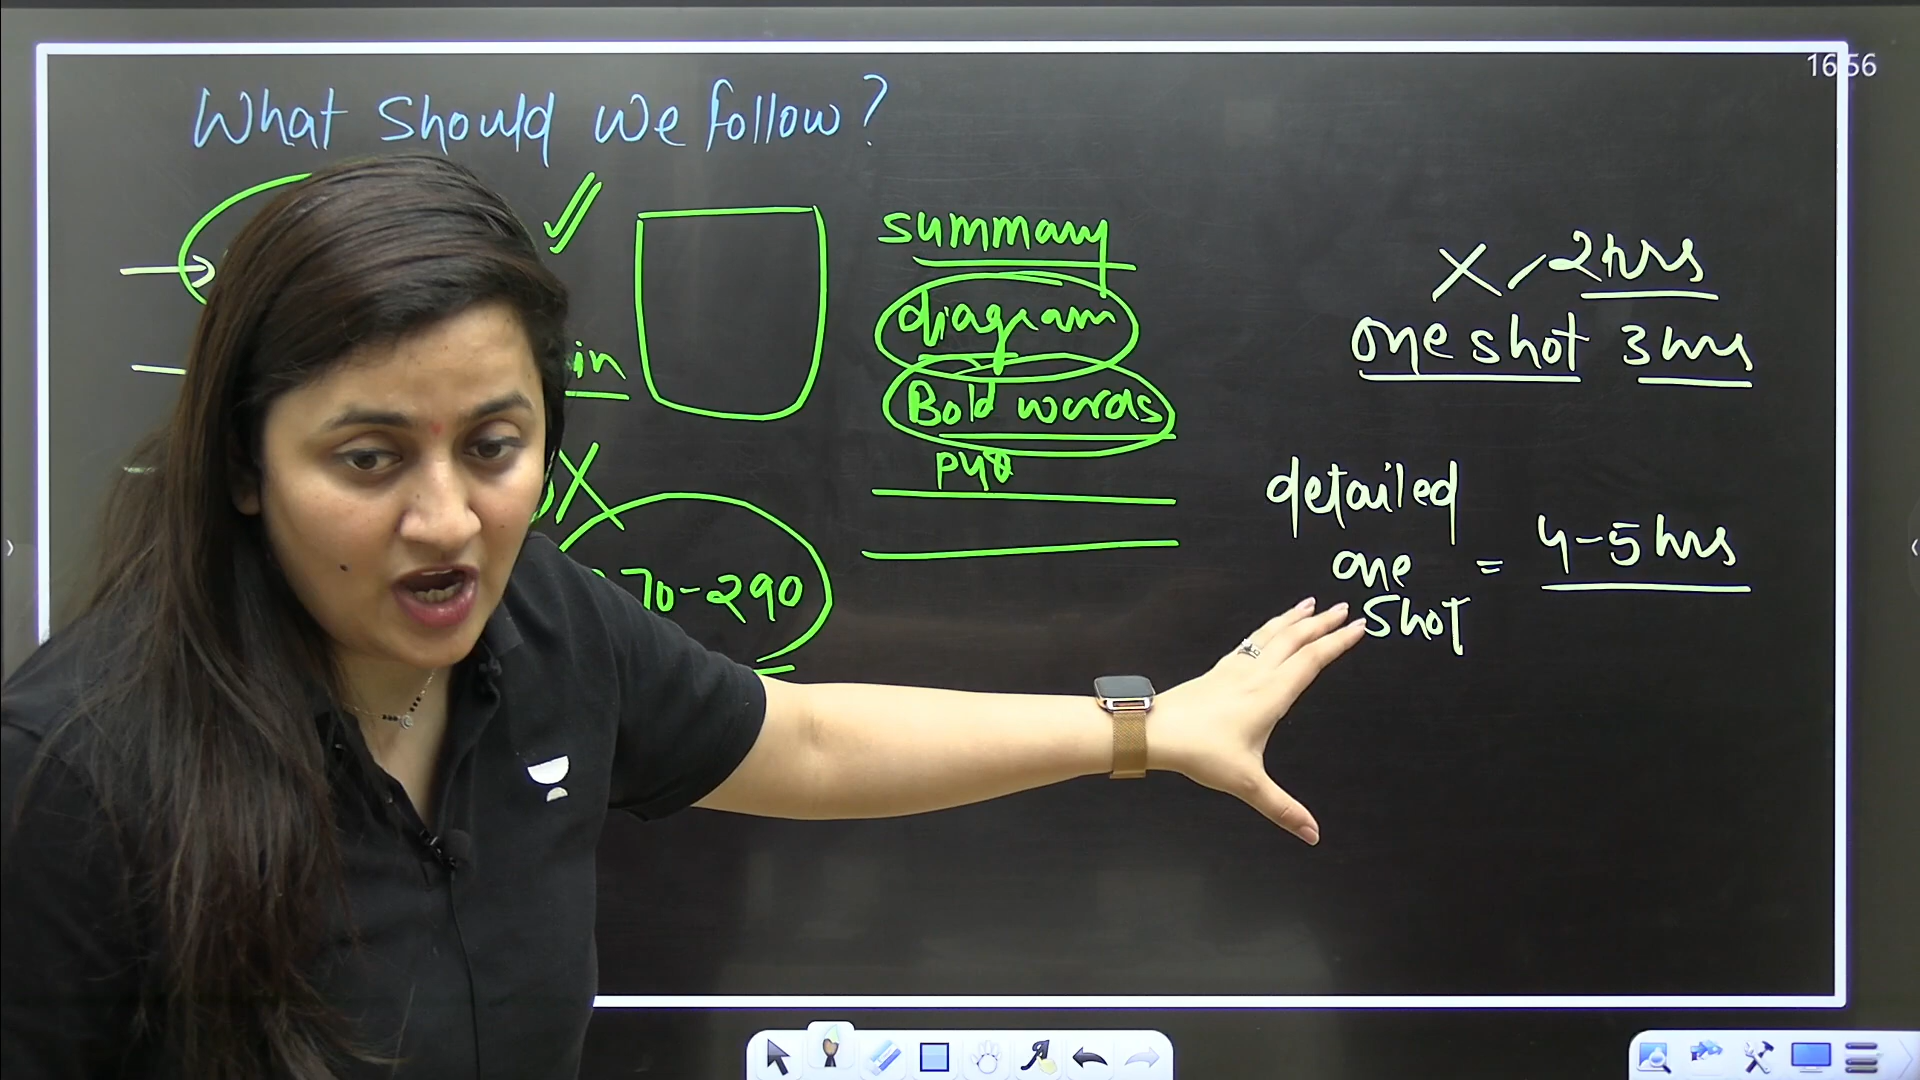 16:56
What Should We follow?
summary
diagram
Bold words
PYQ
in
70-290
X, 2hrs
one shot 3hrs
detailed
one = 4-5hrs
Shot